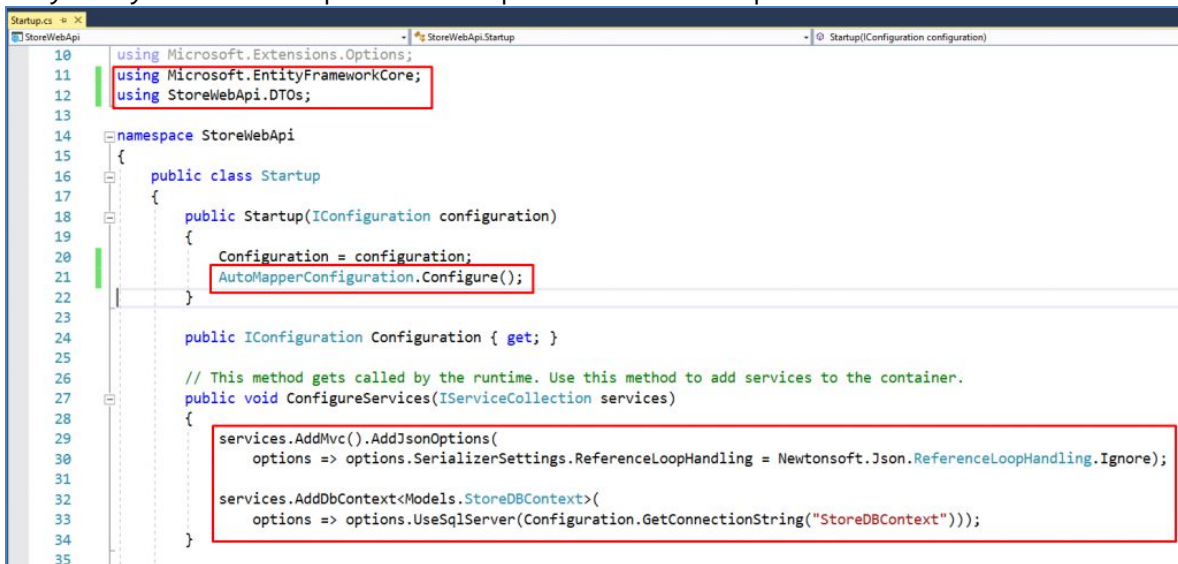 Startup.cs
StoreWebApi StoreWebApi.Startup Startup(IConfiguration configuration)
10 using Microsoft.Extensions.Options;
11 using Microsoft.EntityFrameworkCore;
12 using StoreWebApi.DTOs;
13
14 namespace StoreWebApi
15 {
16 public class Startup
17 {
18 public Startup(IConfiguration configuration)
19 {
20 Configuration = configuration;
21 AutoMapperConfiguration.Configure();
22 }
23
24 public IConfiguration Configuration { get; }
25
26 // This method gets called by the runtime. Use this method to add services to the container.
27 public void ConfigureServices(IServiceCollection services)
28 {
29 services.AddMvc().AddJsonOptions(
30 options => options.SerializerSettings.ReferenceLoopHandling = Newtonsoft.Json.ReferenceLoopHandling.Ignore);
31
32 services.AddDbContext<Models.StoreDBContext>(
33 options => options.UseSqlServer(Configuration.GetConnectionString("StoreDBContext")));
34 }
35